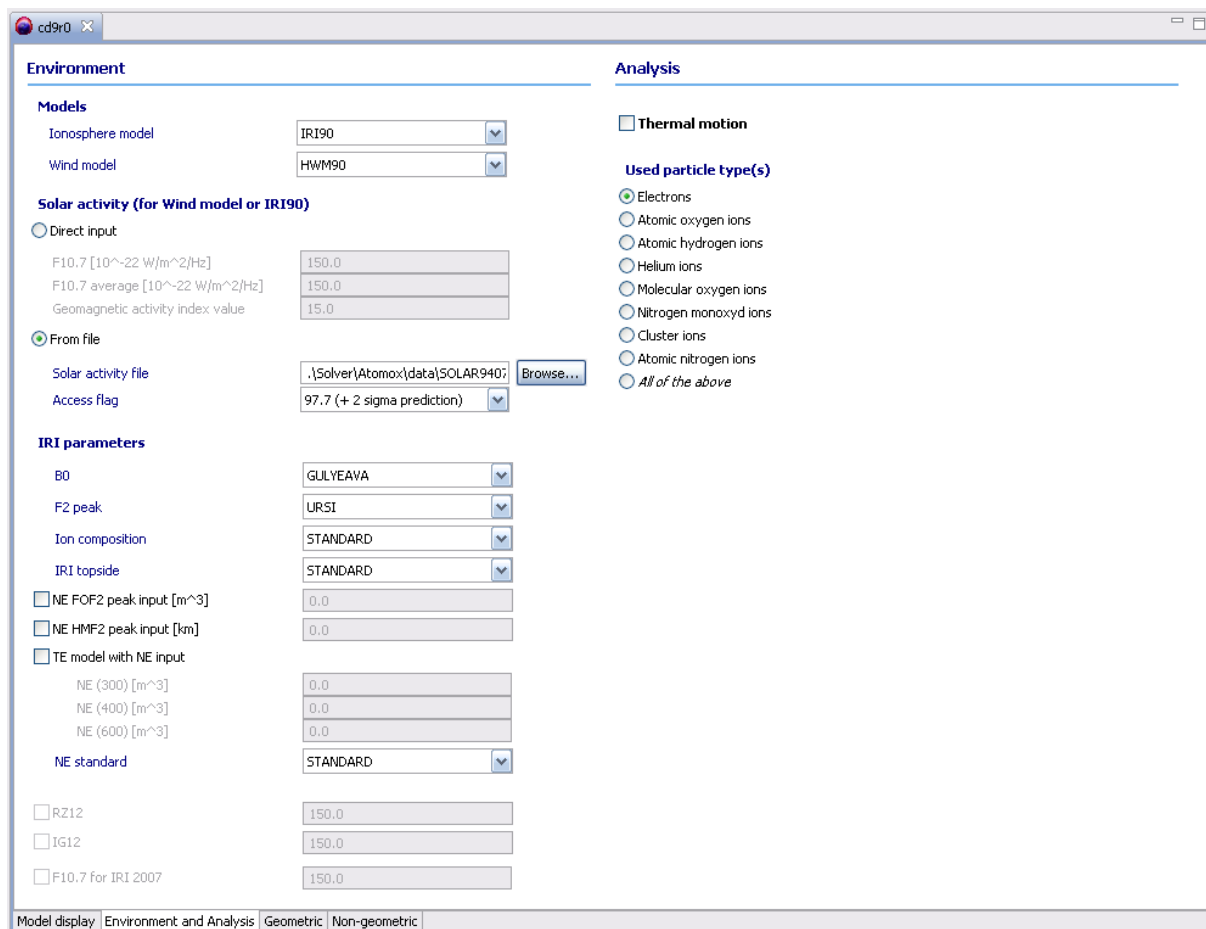 cd9r0
Environment
Models
Ionosphere model IRI90
Wind model HWM90
Solar activity (for Wind model or IRI90)
Direct input
F10.7 [10^-22 W/m^2/Hz] 150.0
F10.7 average [10^-22 W/m^2/Hz] 150.0
Geomagnetic activity index value 15.0
From file
Solar activity file .\Solver\Atomox\data\SOLAR9407 Browse...
Access flag 97.7 (+ 2 sigma prediction)
IRI parameters
B0 GULYEAVA
F2 peak URSI
Ion composition STANDARD
IRI topside STANDARD
NE FOF2 peak input [m^3] 0.0
NE HMF2 peak input [km] 0.0
TE model with NE input
NE (300) [m^3] 0.0
NE (400) [m^3] 0.0
NE (600) [m^3] 0.0
NE standard STANDARD
RZ12 150.0
IG12 150.0
F10.7 for IRI 2007 150.0
Analysis
Thermal motion
Used particle type(s)
Electrons
Atomic oxygen ions
Atomic hydrogen ions
Helium ions
Molecular oxygen ions
Nitrogen monoxyd ions
Cluster ions
Atomic nitrogen ions
All of the above
Model display Environment and Analysis Geometric Non-geometric